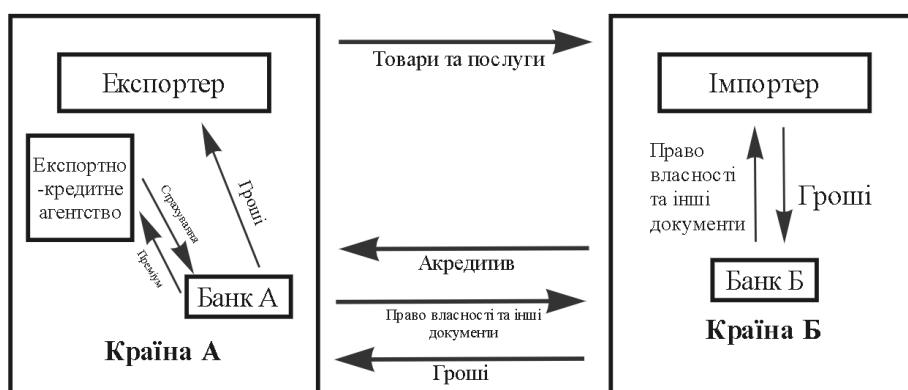 Експортер
Експортно
-кредитне
агентство
Страхування
Преміум
Гроші
Банк А
Країна А
Товари та послуги
Акредитив
Право власності та інші
документи
Гроші
Імпортер
Право
власності
та інші
документи
Гроші
Банк Б
Країна Б